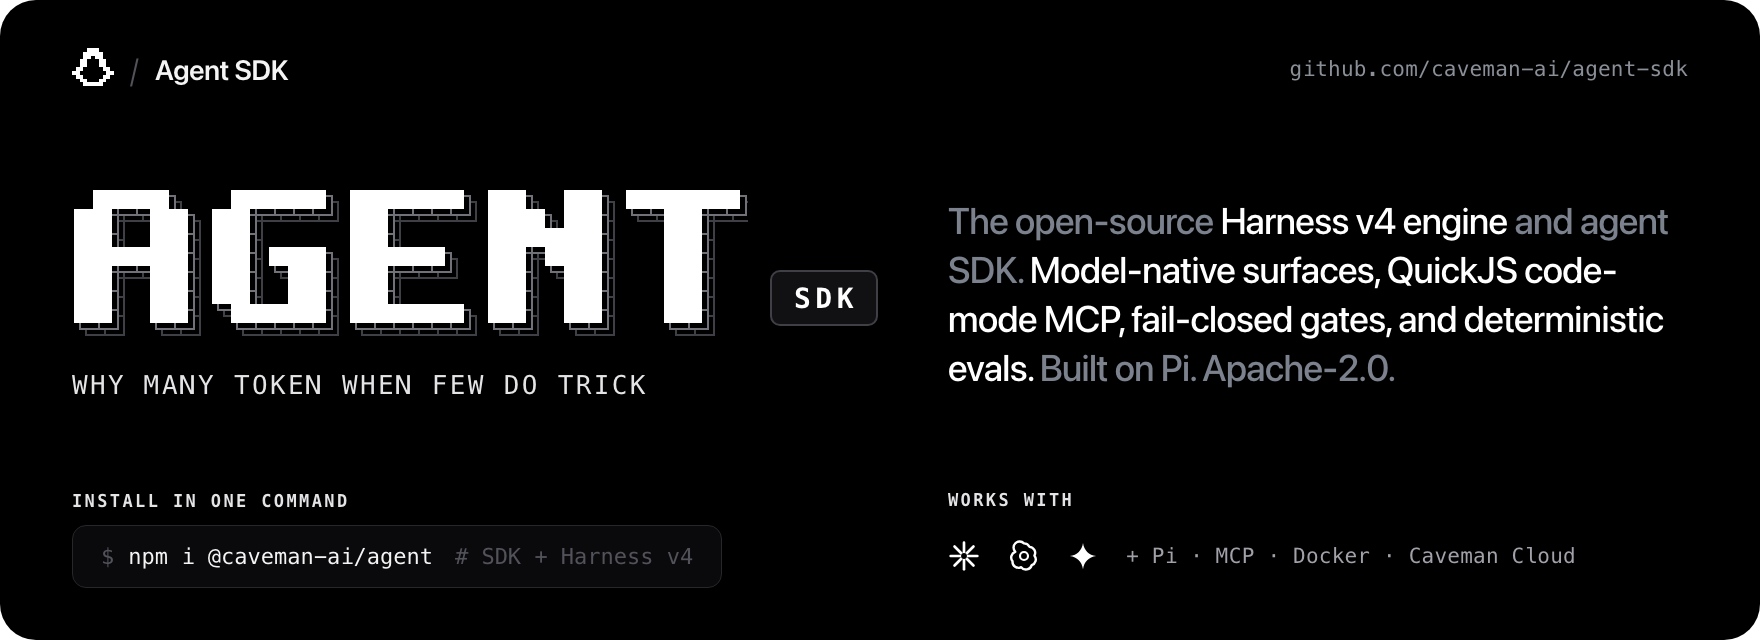 / Agent SDK
github.com/caveman-ai/agent-sdk
AGENT
SDK
WHY MANY TOKEN WHEN FEW DO TRICK
The open-source Harness v4 engine and agent
SDK. Model-native surfaces, QuickJS code-
mode MCP, fail-closed gates, and deterministic
evals. Built on Pi. Apache-2.0.
INSTALL IN ONE COMMAND
$ npm i @caveman-ai/agent # SDK + Harness v4
WORKS WITH
+ Pi · MCP · Docker · Caveman Cloud